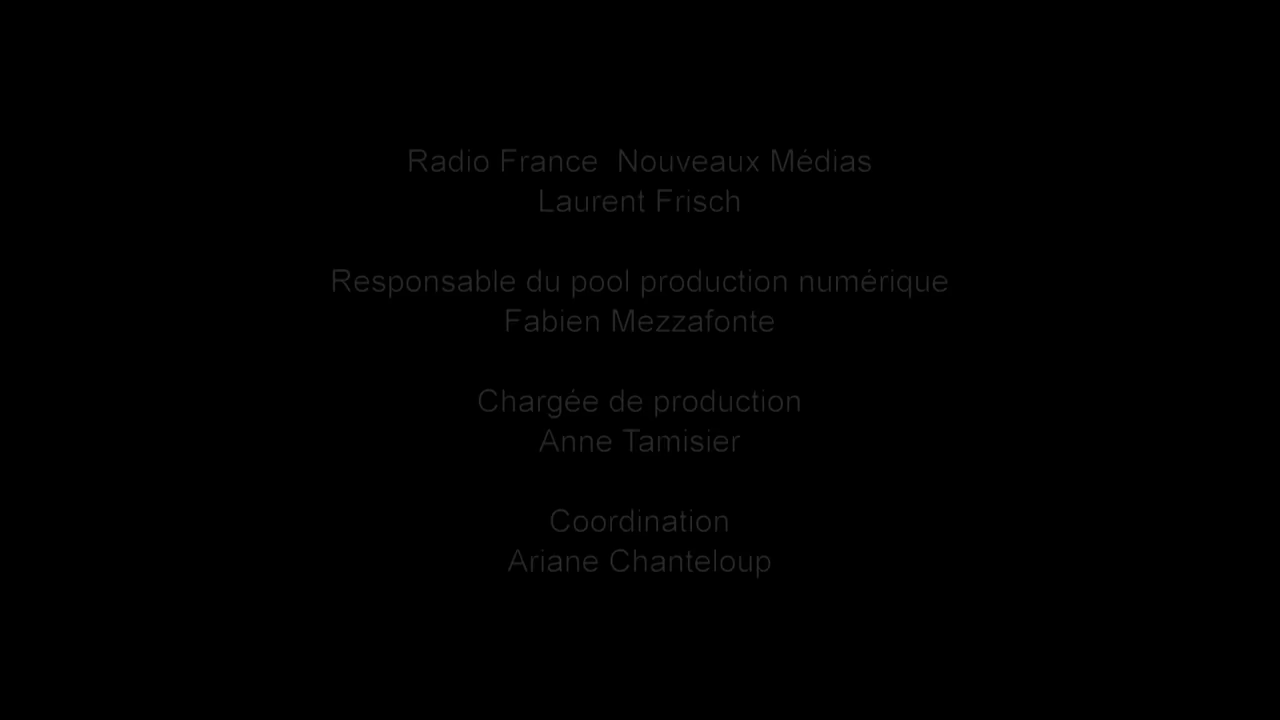 Radio France  Nouveaux Médias
Laurent Frisch
Responsable du pool production numérique
Fabien Mezzafonte
Chargée de production
Anne Tamisier
Coordination
Ariane Chanteloup